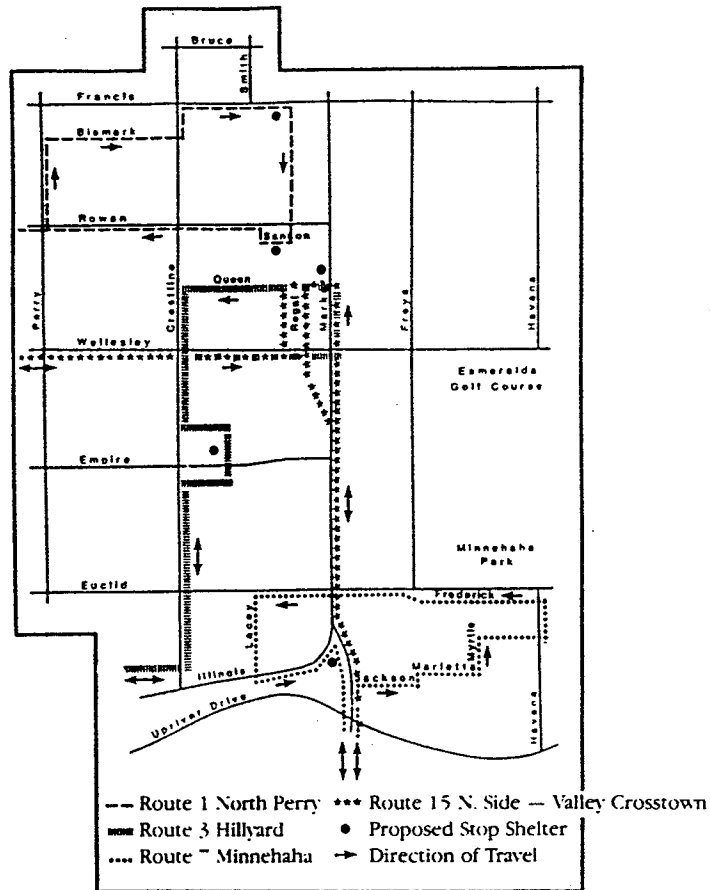 Bruce
Smith
Francis
Bismark
Rowan
Sanson
Perry
Crestline
Queen
Regal
Market
Freya
Havana
Wellesley
Esmeralda
Golf Course
Empire
Minnehaha
Park
Euclid
Frederick
Lacey
Myrtle
Marietta
Illinois
Jackson
Upriver Drive
Havana
Route 1 North Perry
Route 15 N. Side — Valley Crosstown
Route 3 Hillyard
Proposed Stop Shelter
Route 7 Minnehaha
Direction of Travel